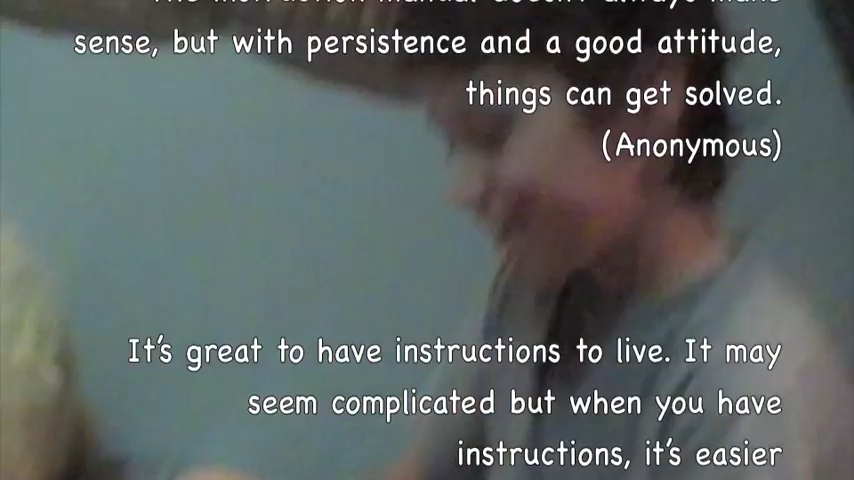 sense, but with persistence and a good attitude,
things can get solved.
(Anonymous)
It's great to have instructions to live. It may
seem complicated but when you have
instructions, it's easier